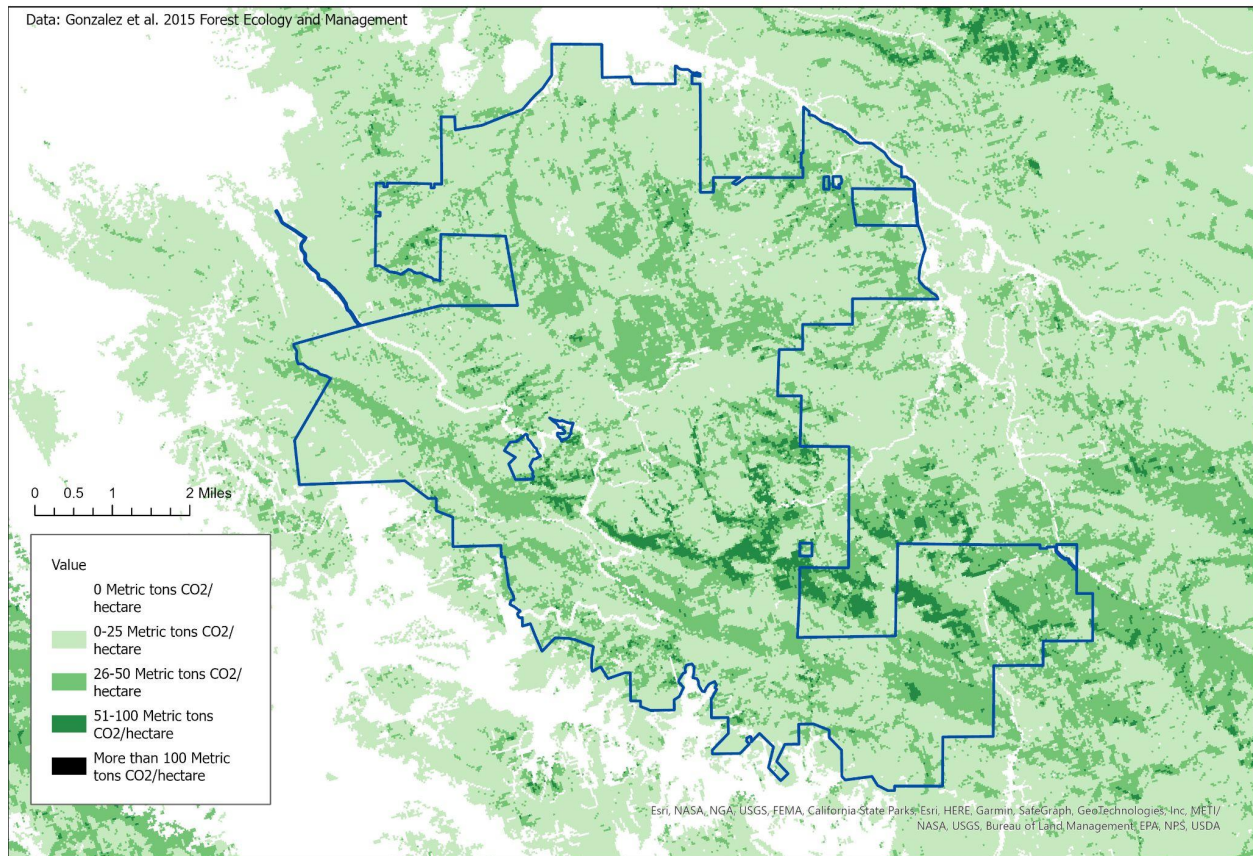 Data: Gonzalez et al. 2015 Forest Ecology and Management
0 0.5 1 2 Miles
Value
0 Metric tons CO2/
hectare
0-25 Metric tons CO2/
hectare
26-50 Metric tons CO2/
hectare
51-100 Metric tons
CO2/hectare
More than 100 Metric
tons CO2/hectare
Esri, NASA, NGA, USGS, FEMA, California State Parks, Esri, HERE, Garmin, SafeGraph, GeoTechnologies, Inc, METI/
NASA, USGS, Bureau of Land Management, EPA, NPS, USDA